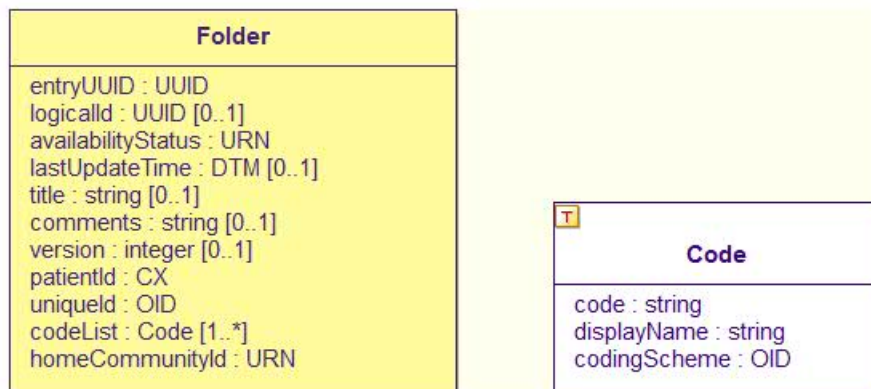 Folder
entryUUID : UUID
logicalId : UUID [0..1]
availabilityStatus : URN
lastUpdateTime : DTM [0..1]
title : string [0..1]
comments : string [0..1]
version : integer [0..1]
patientId : CX
uniqueId : OID
codeList : Code [1..*]
homeCommunityId : URN
T
Code
code : string
displayName : string
codingScheme : OID